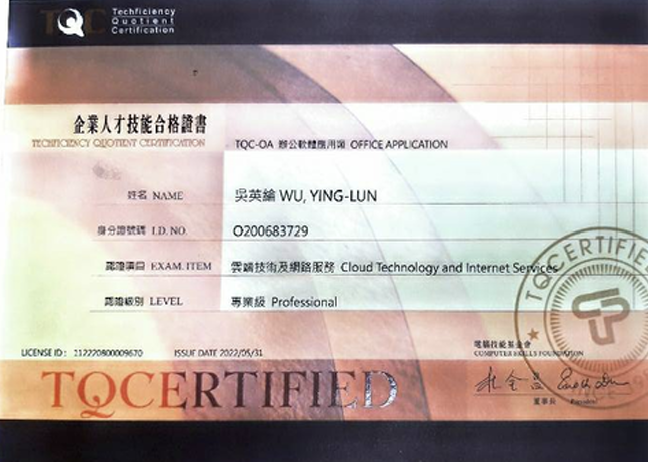 TQC Techficiency
Quotient
Certification
企業人才技能合格證書
TECHFICIENCY QUOTIENT CERTIFICATION
TQC-OA 辦公軟體應用類 OFFICE APPLICATION
姓名 NAME 吳英綸 WU, YING-LUN
身分證號碼 I.D. NO. O200683729
認證項目 EXAM. ITEM 雲端技術及網路服務 Cloud Technology and Internet Services
認證級別 LEVEL 專業級 Professional
TQCERTIFIED
LICENSE ID： 112220800009670 ISSUE DATE 2022/05/31
電腦技能基金會
COMPUTER SKILLS FOUNDATION
TQCERTIFIED
董事長 President